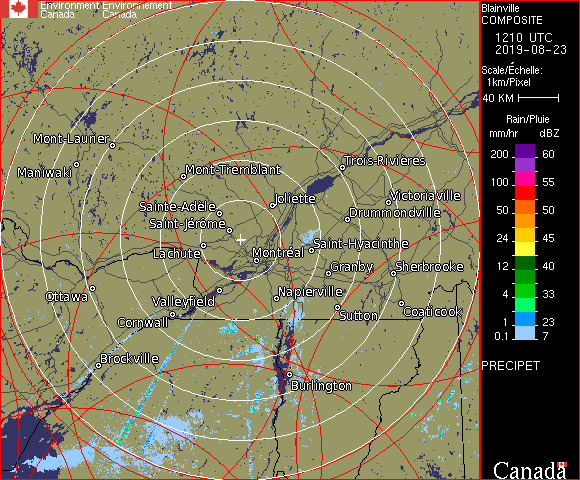 Environment Environnement
Canada Canada
Blainville
COMPOSITE
1210 UTC
2019-08-23
Scale/Échelle:
1km/Pixel
40 KM
Rain/Pluie
mm/hr dBZ
200 60
100 55
50 50
24 45
12 40
4 33
1 23
0.1 7
PRECIPET
Mont-Laurier
Maniwaki
Mont-Tremblant
Trois-Rivières
Joliette
Victoriaville
Sainte-Adèle
Drummondville
Saint-Jérôme
Saint-Hyacinthe
Lachute
Montréal
Granby
Sherbrooke
Ottawa
Valleyfield
Napierville
Cornwall
Sutton
Coaticook
Brockville
Burlington
Canada